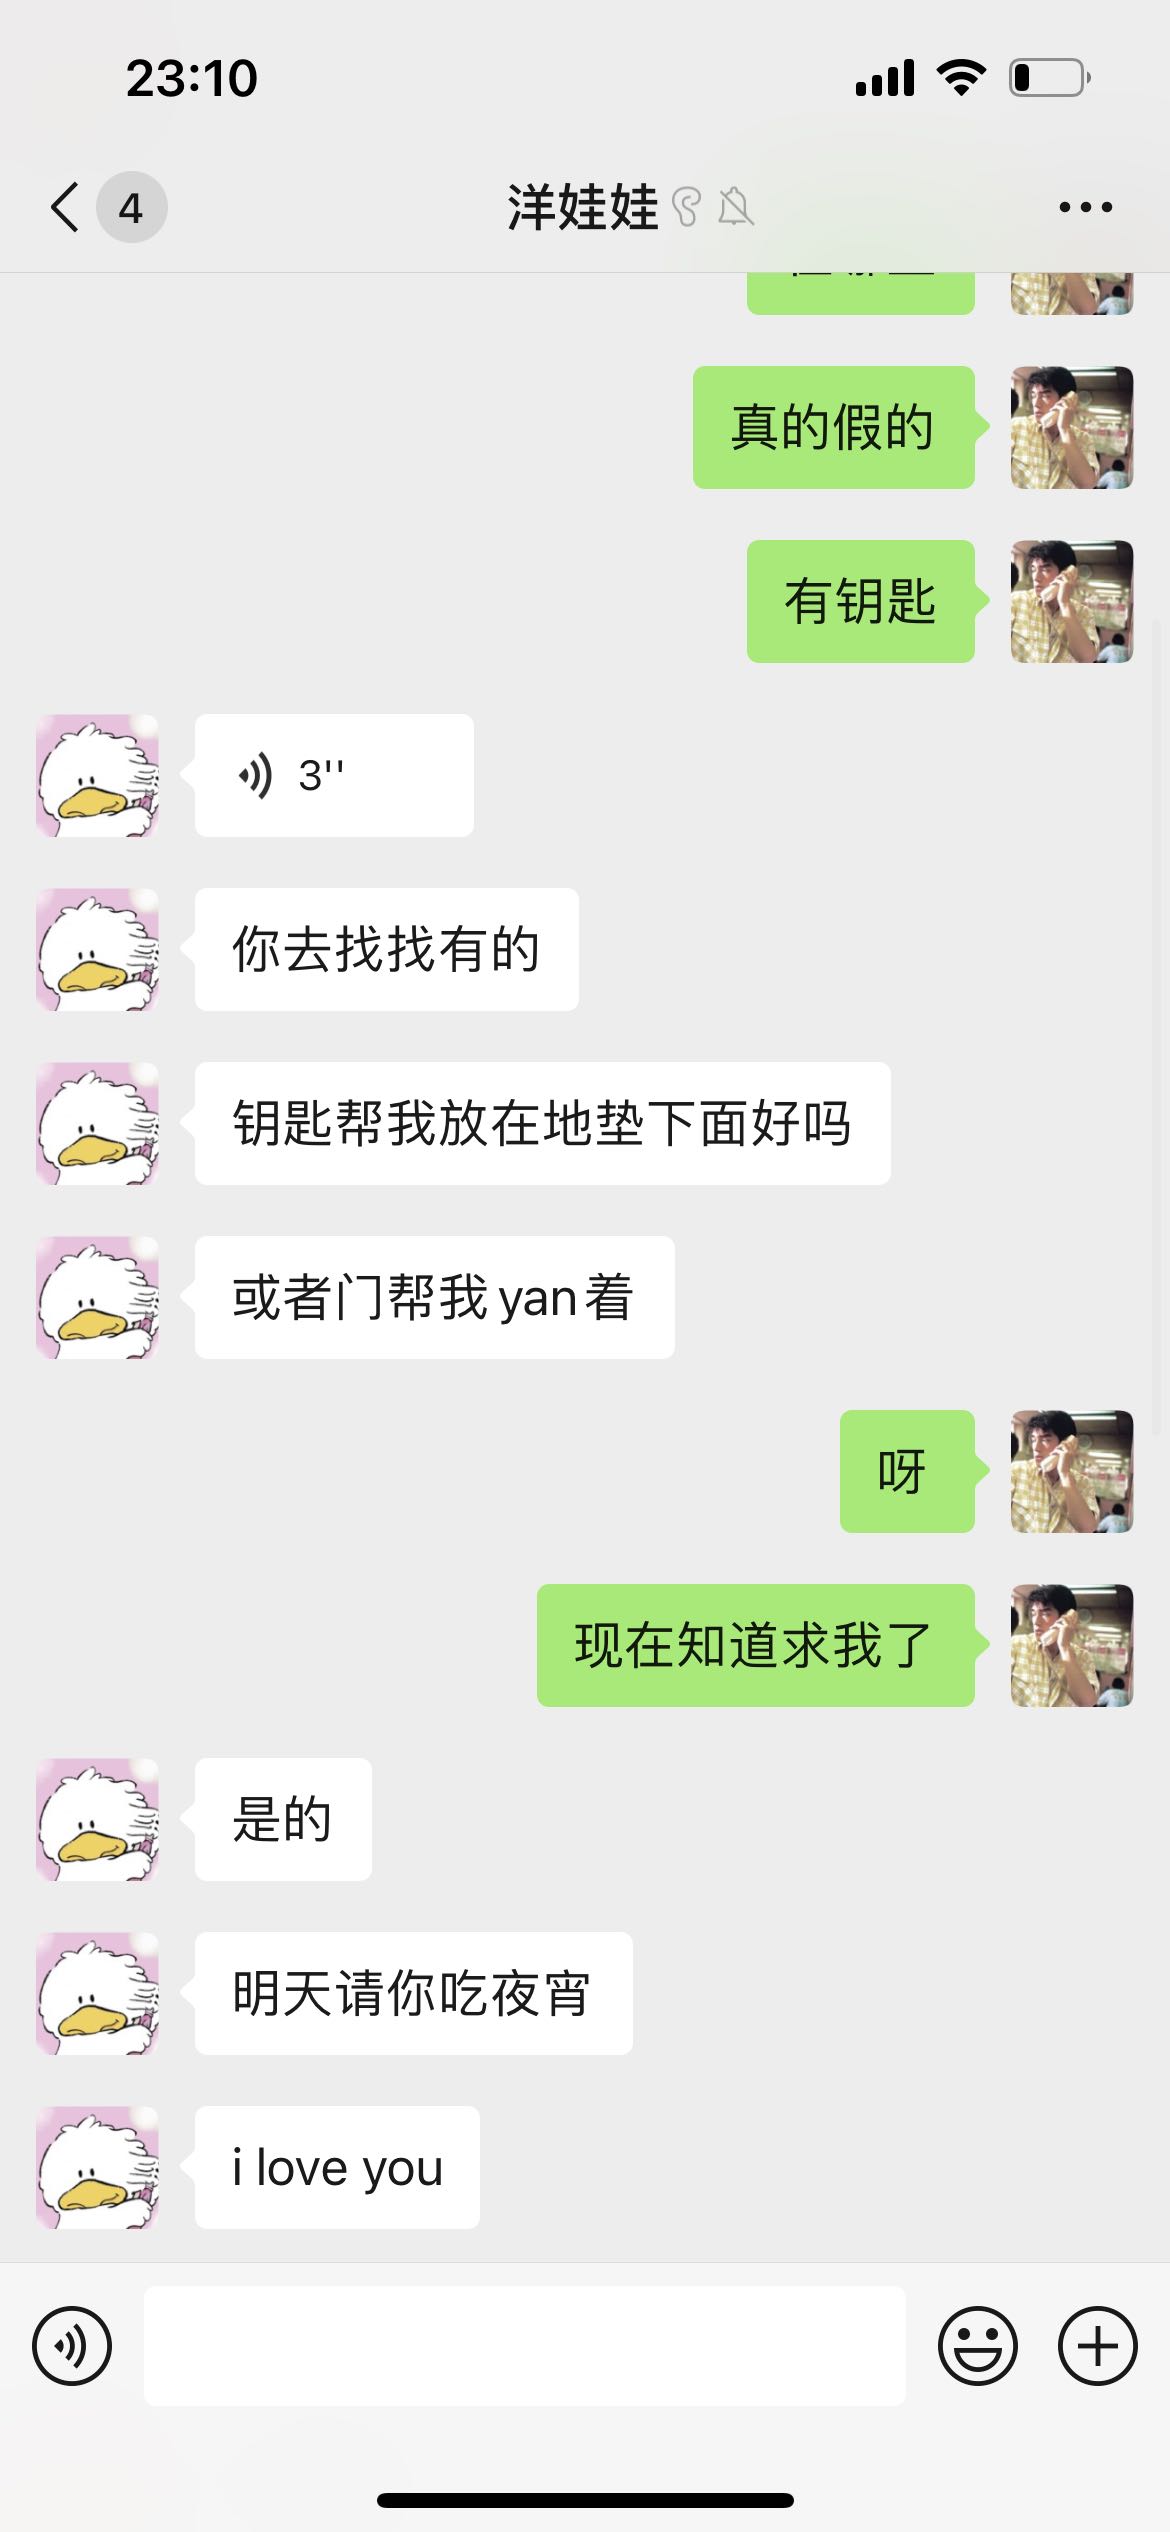 23:10
4
洋娃娃
真的假的
有钥匙
3''
你去找找有的
钥匙帮我放在地垫下面好吗
或者门帮我yan着
呀
现在知道求我了
是的
明天请你吃夜宵
i love you